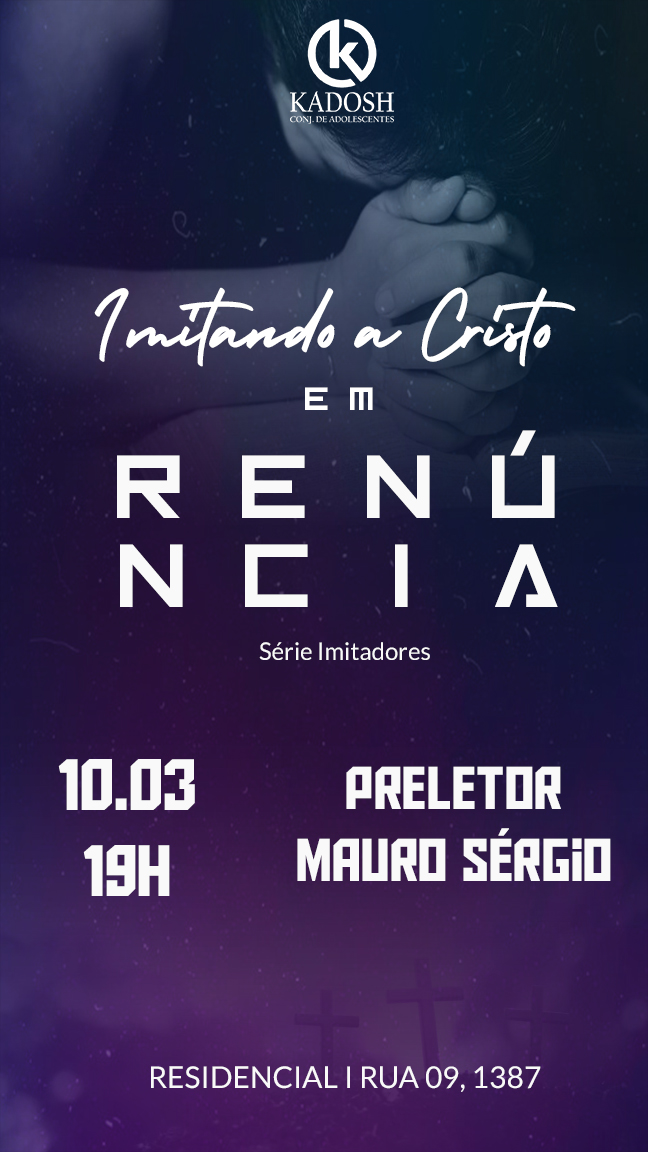 KADOSH
CONJ. DE ADOLESCENTES
Imitando a Cristo
EM
RENÚ
NCIA
Série Imitadores
10.03
19H
PRELETOR
MAURO SÉRGIO
RESIDENCIAL I RUA 09, 1387